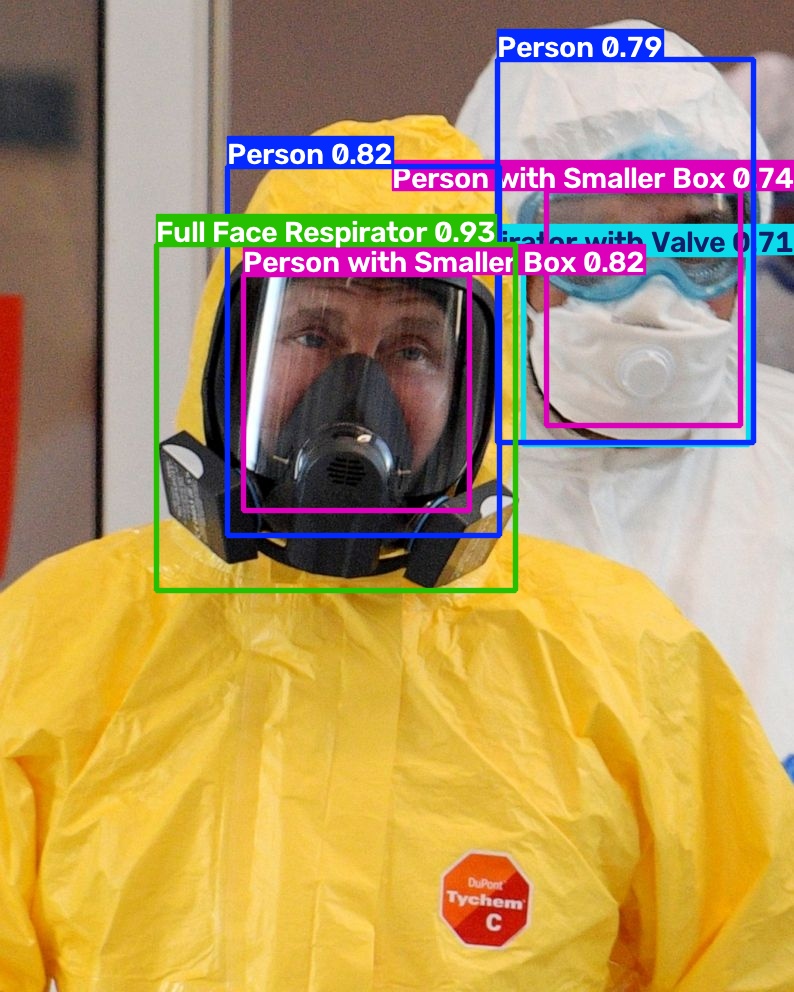 Person 0.79
Person 0.82
Person with Smaller Box 0.74
Full Face Respirator 0.93
with Valve 0.71
Person with Smaller Box 0.82
DuPont
Tychem
C